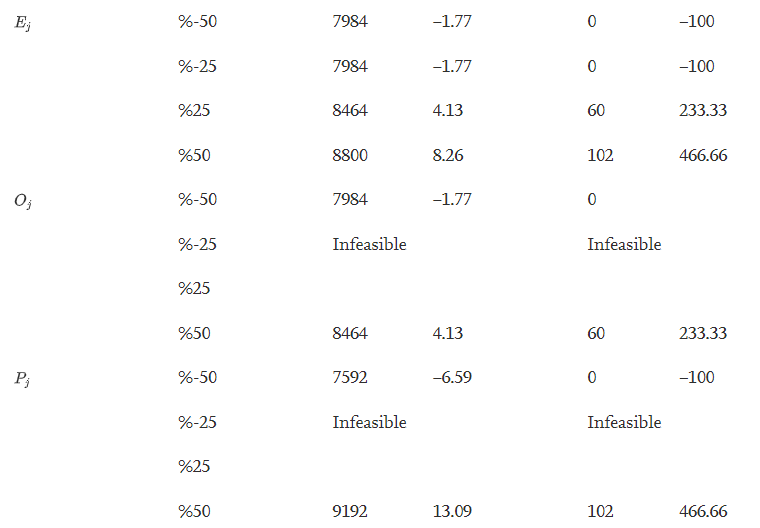 Ej %-50 7984 –1.77 0 –100
%-25 7984 –1.77 0 –100
%25 8464 4.13 60 233.33
%50 8800 8.26 102 466.66
Oj %-50 7984 –1.77 0
%-25 Infeasible Infeasible
%25
%50 8464 4.13 60 233.33
Pj %-50 7592 –6.59 0 –100
%-25 Infeasible Infeasible
%25
%50 9192 13.09 102 466.66